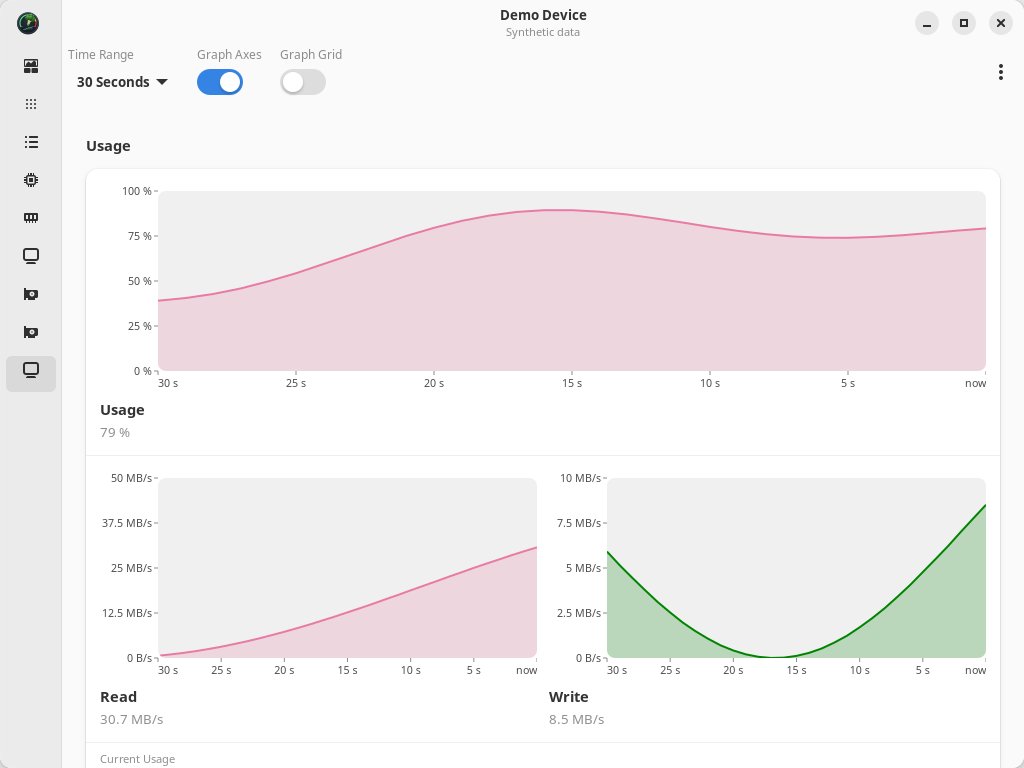 Demo Device
Synthetic data
Time Range
Graph Axes
Graph Grid
30 Seconds
Usage
100 %
75 %
50 %
25 %
0 %
30 s
25 s
20 s
15 s
10 s
5 s
now
Usage
79 %
50 MB/s
37.5 MB/s
25 MB/s
12.5 MB/s
0 B/s
30 s
25 s
20 s
15 s
10 s
5 s
now
Read
30.7 MB/s
10 MB/s
7.5 MB/s
5 MB/s
2.5 MB/s
0 B/s
30 s
25 s
20 s
15 s
10 s
5 s
now
Write
8.5 MB/s
Current Usage